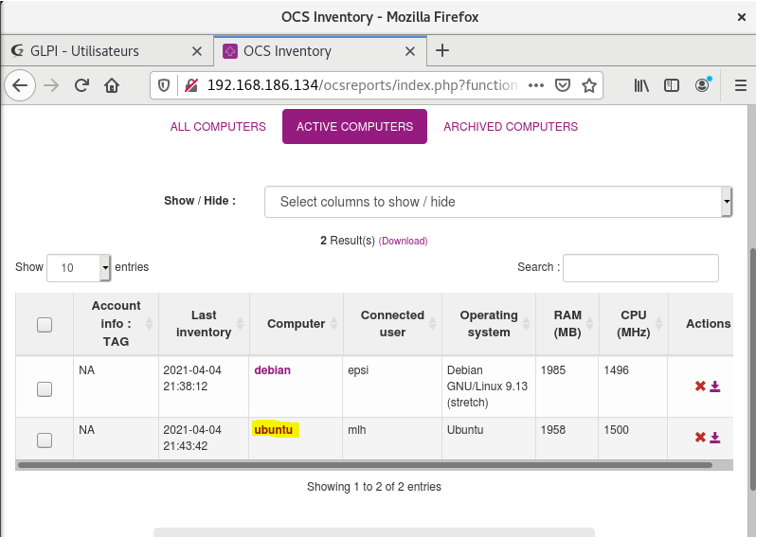 OCS Inventory - Mozilla Firefox
GLPI - Utilisateurs
OCS Inventory
192.168.186.134/ocsreports/index.php?function
ALL COMPUTERS
ACTIVE COMPUTERS
ARCHIVED COMPUTERS
Show / Hide :
Select columns to show / hide
2 Result(s) (Download)
Show 10 entries
Search :
Account info : TAG
Last inventory
Computer
Connected user
Operating system
RAM (MB)
CPU (MHz)
Actions
NA
2021-04-04 21:38:12
debian
epsi
Debian GNU/Linux 9.13 (stretch)
1985
1496
NA
2021-04-04 21:43:42
ubuntu
mlh
Ubuntu
1958
1500
Showing 1 to 2 of 2 entries